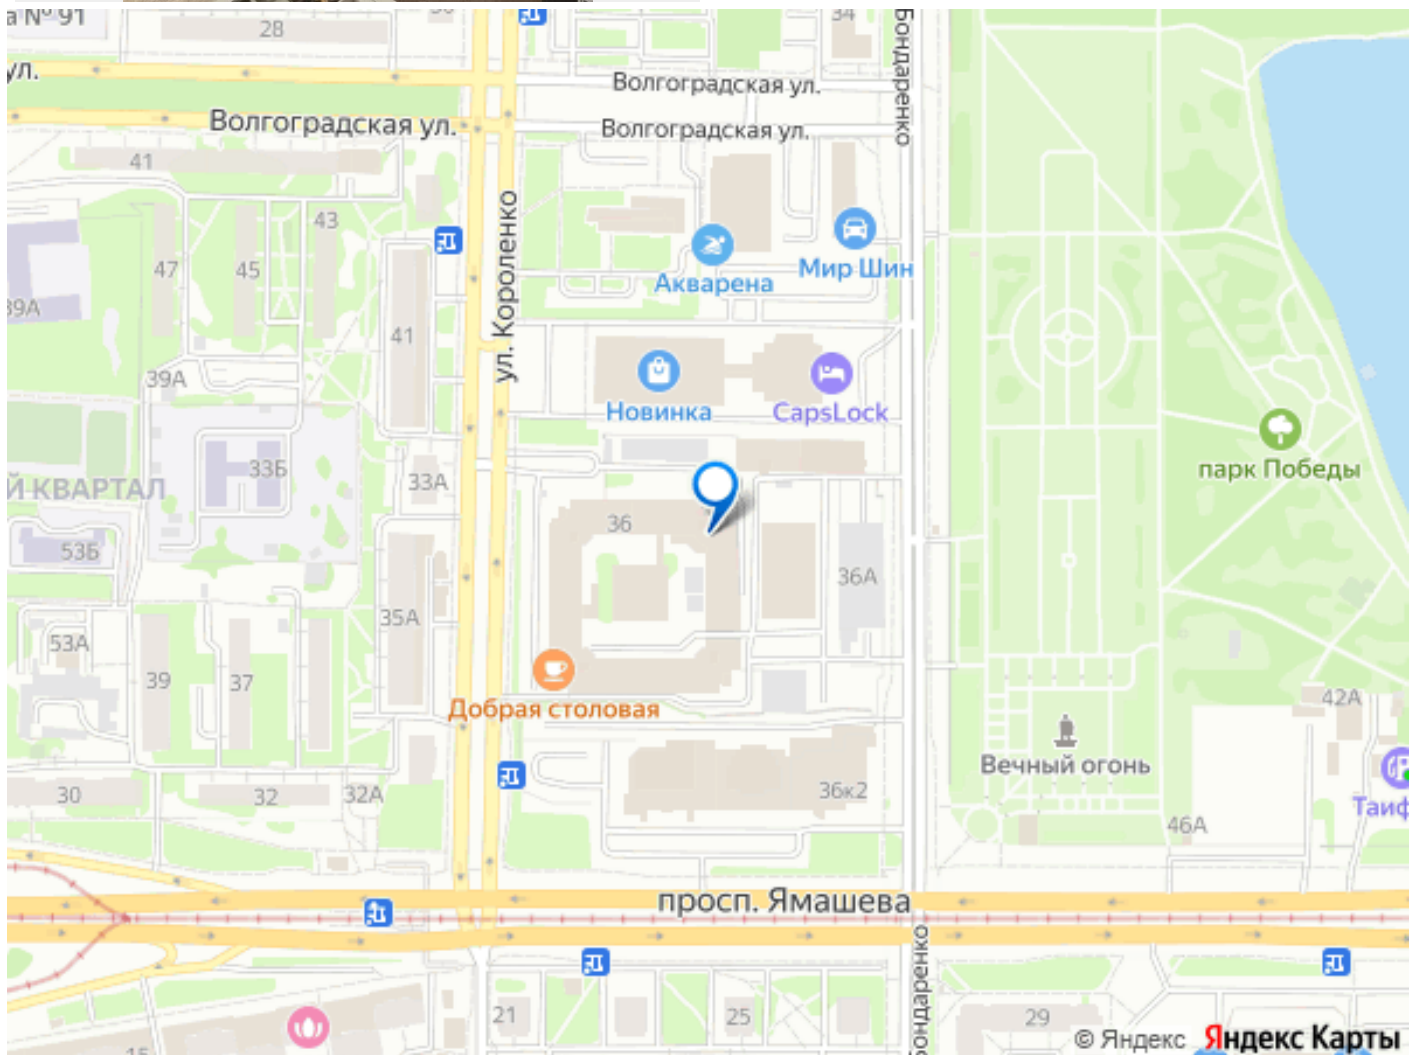 а № 91
28
34
Бондаренко
ул.
Волгоградская ул.
Волгоградская ул.
Волгоградская ул.
41
43
47
45
39А
ул. Короленко
Акварена
Мир Шин
41
39А
Новинка
CapsLock
парк Победы
33Б
33А
Й КВАРТАЛ
36
53Б
36А
35А
53А
39
37
Добрая столовая
42А
Вечный огонь
30
32
32А
36к2
Таиф
46А
просп. Ямашева
Бондаренко
21
25
29
15
© Яндекс Яндекс Карты